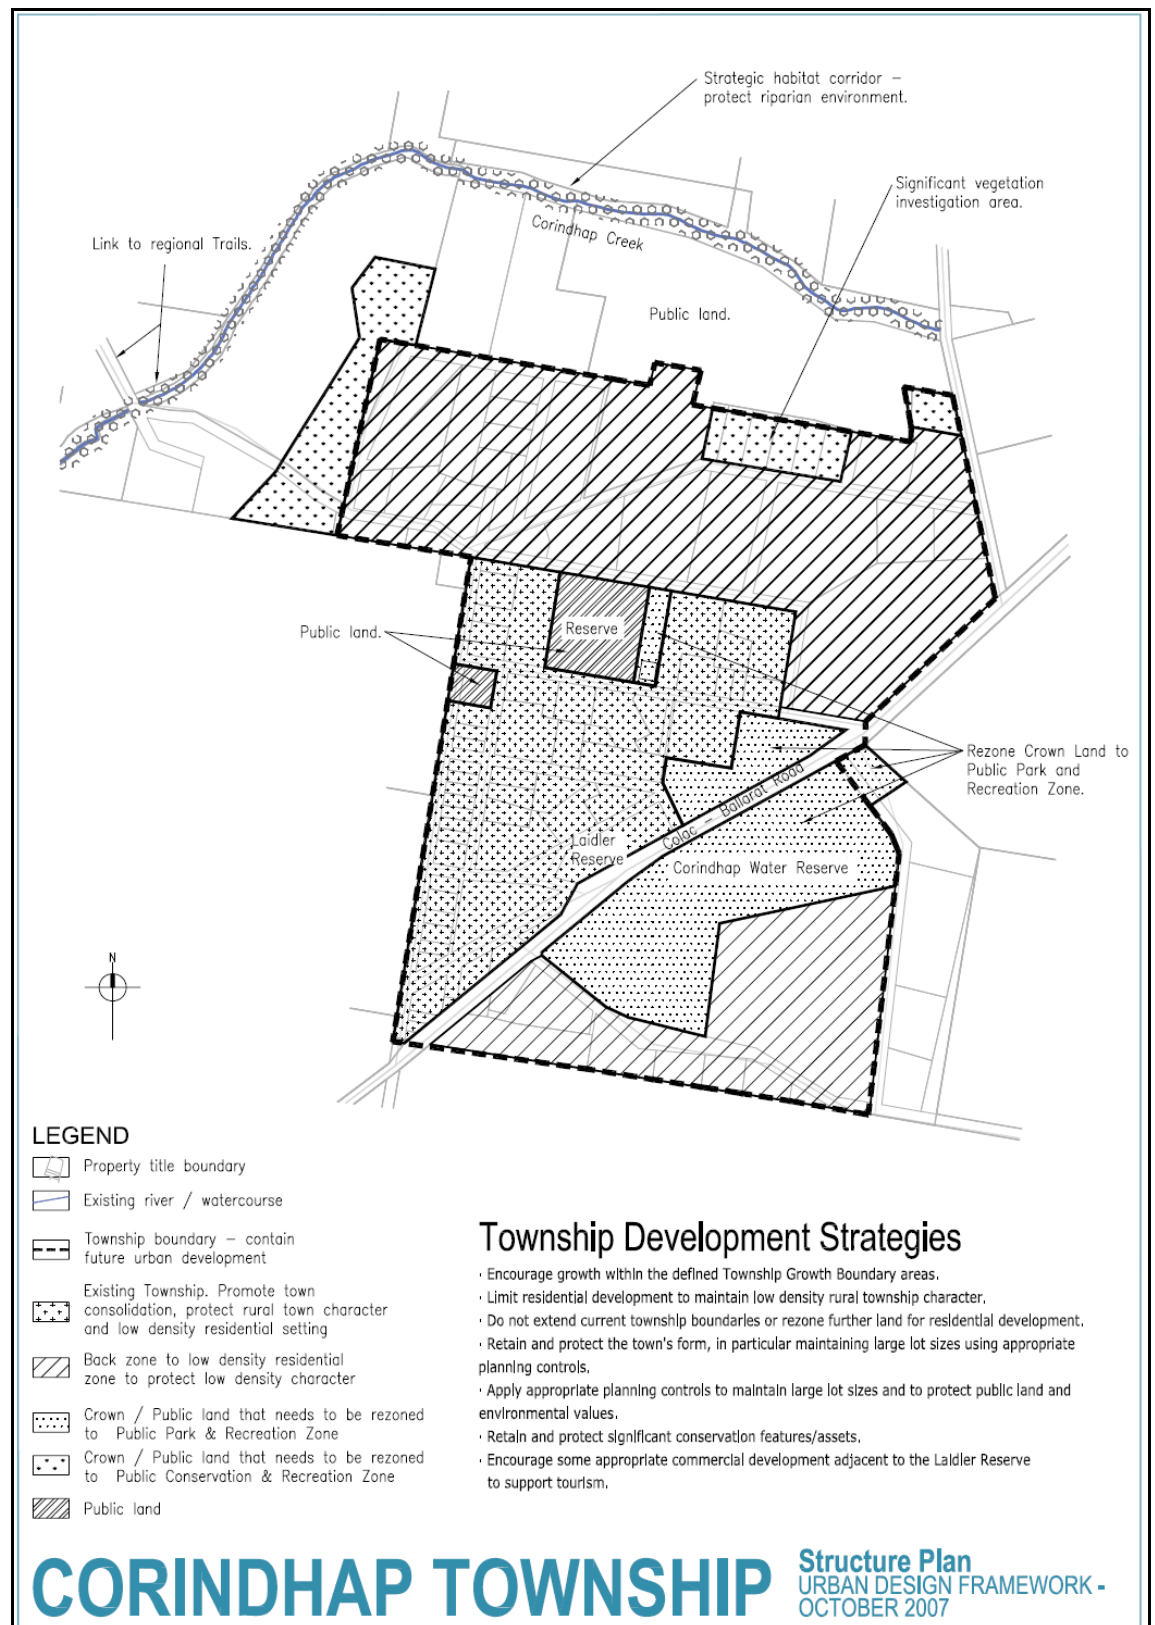 Strategic habitat corridor –
protect riparian environment.
Significant vegetation
investigation area.
Corindhap Creek
Link to regional Trails.
Public land.
Public land.
Reserve
Rezone Crown Land to
Public Park and
Recreation Zone.
Colac – Ballarat Road
Laidler
Reserve
Corindhap Water Reserve
N
LEGEND
Property title boundary
Existing river / watercourse
Township boundary – contain
future urban development
Existing Township. Promote town
consolidation, protect rural town character
and low density residential setting
Back zone to low density residential
zone to protect low density character
Crown / Public land that needs to be rezoned
to Public Park & Recreation Zone
Crown / Public land that needs to be rezoned
to Public Conservation & Recreation Zone
Public land
Township Development Strategies
· Encourage growth within the defined Township Growth Boundary areas.
· Limit residential development to maintain low density rural township character.
· Do not extend current township boundaries or rezone further land for residential development.
· Retain and protect the town's form, in particular maintaining large lot sizes using appropriate
planning controls.
· Apply appropriate planning controls to maintain large lot sizes and to protect public land and
environmental values.
· Retain and protect significant conservation features/assets.
· Encourage some appropriate commercial development adjacent to the Laidler Reserve
to support tourism.
CORINDHAP TOWNSHIP
Structure Plan
URBAN DESIGN FRAMEWORK -
OCTOBER 2007